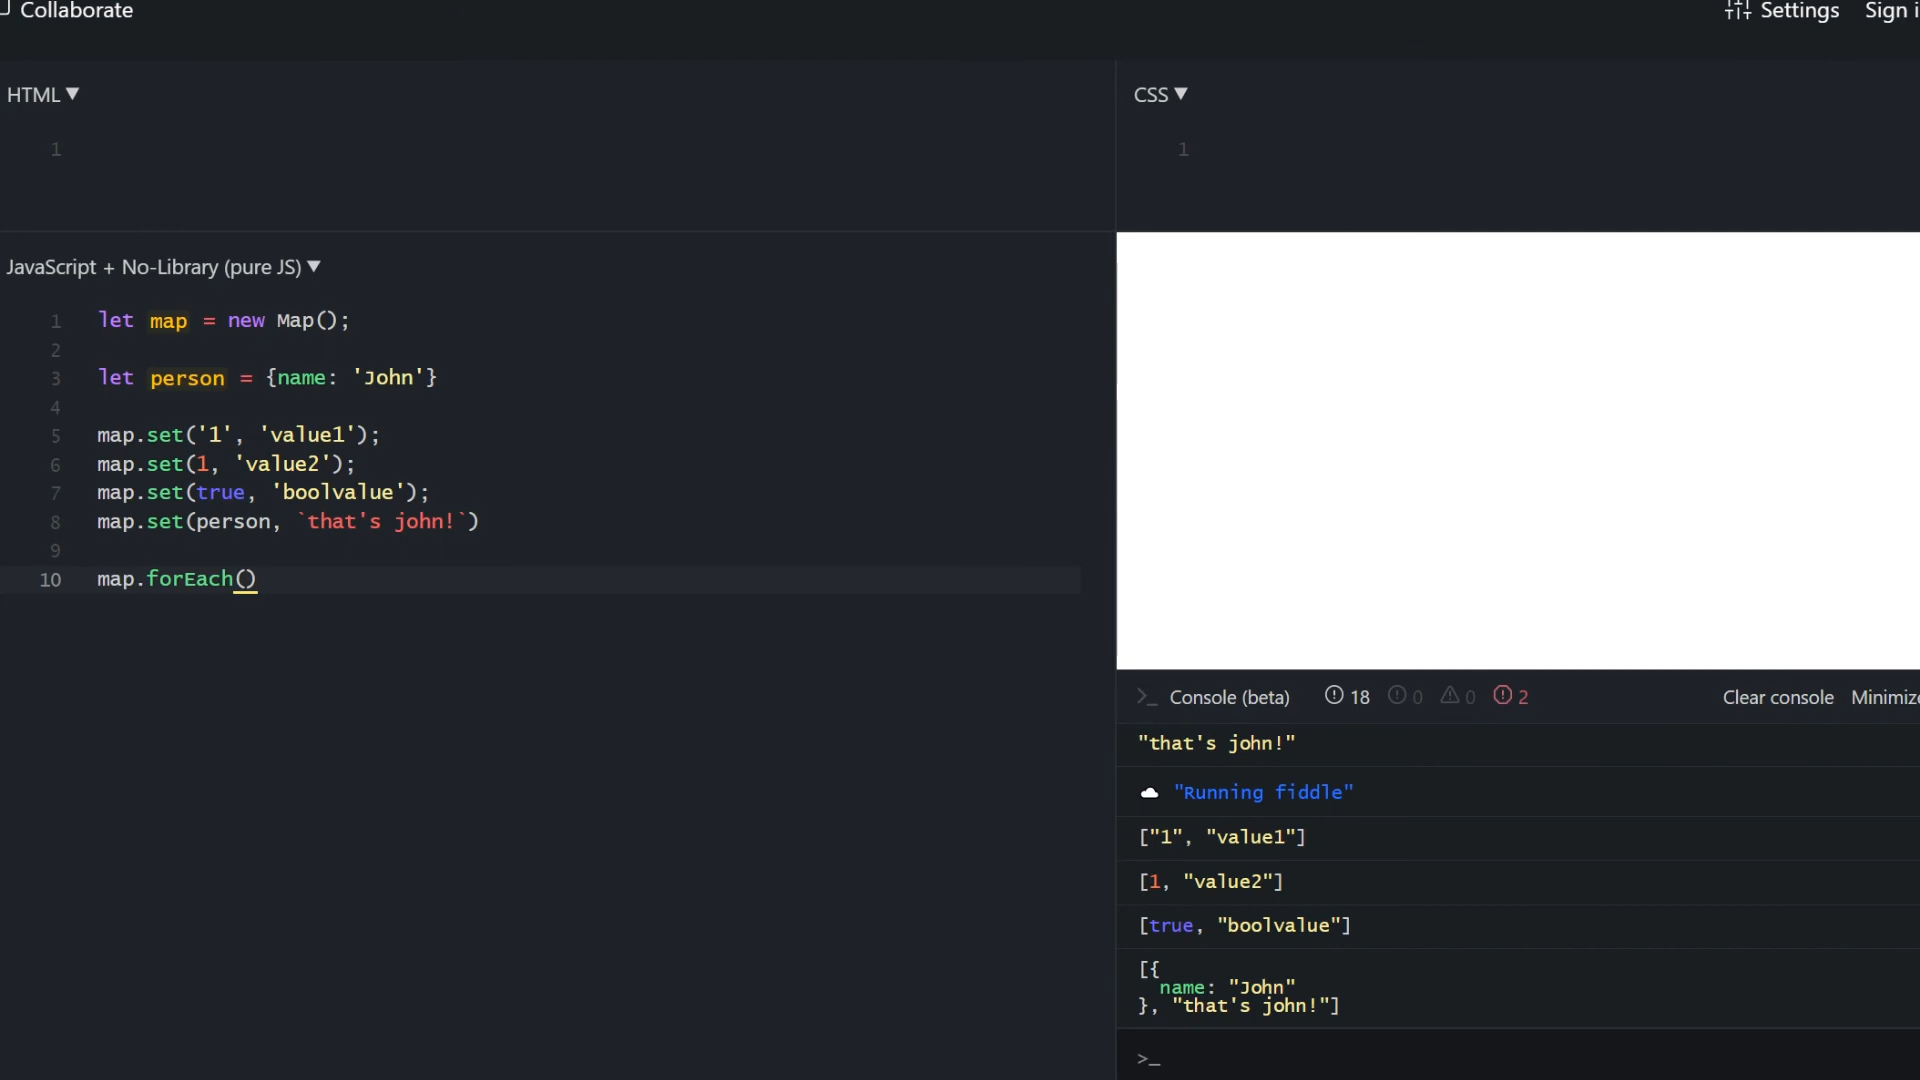 Collaborate
Settings
Sign i
HTML ▼
1
CSS ▼
1
JavaScript + No-Library (pure JS) ▼
1 let map = new Map();
2
3 let person = {name: 'John'}
4
5 map.set('1', 'value1');
6 map.set(1, 'value2');
7 map.set(true, 'boolvalue');
8 map.set(person, `that's john!`)
9
10 map.forEach()
>_ Console (beta) 18 0 0 2 Clear console Minimize
"that's john!"
"Running fiddle"
["1", "value1"]
[1, "value2"]
[true, "boolvalue"]
[{
name: "John"
}, "that's john!"]
>_